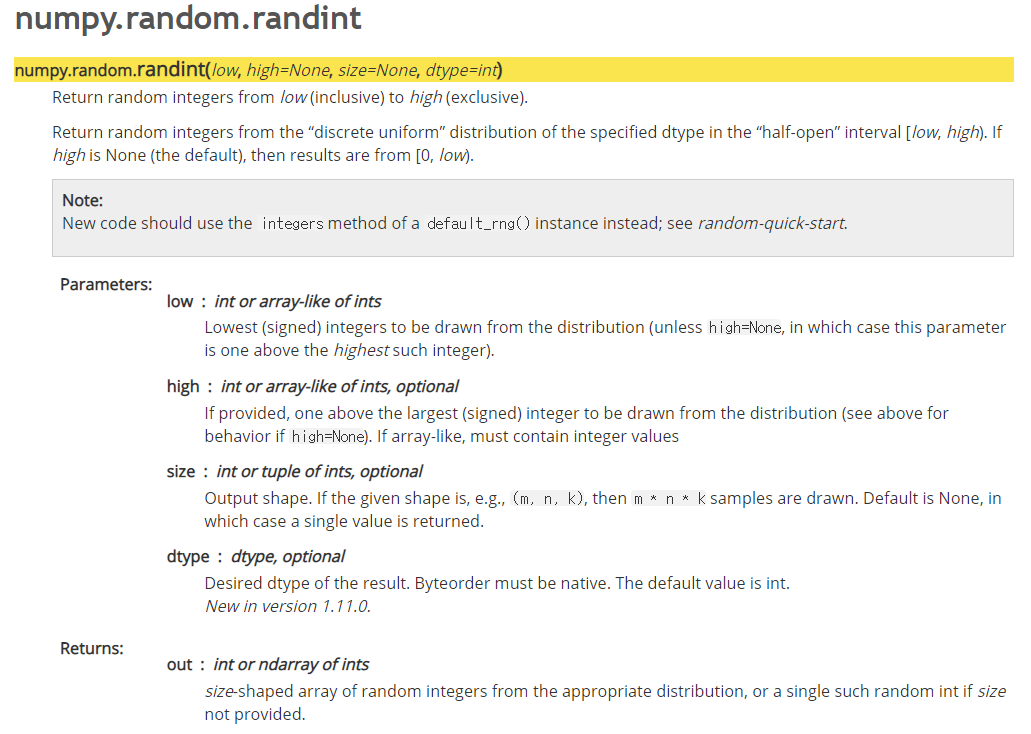 numpy.random.randint
numpy.random.randint(low, high=None, size=None, dtype=int)
Return random integers from low (inclusive) to high (exclusive).
Return random integers from the “discrete uniform” distribution of the specified dtype in the “half-open” interval [low, high). If
high is None (the default), then results are from [0, low).
Note:
New code should use the integers method of a default_rng() instance instead; see random-quick-start.
Parameters:
low : int or array-like of ints
Lowest (signed) integers to be drawn from the distribution (unless high=None, in which case this parameter
is one above the highest such integer).
high : int or array-like of ints, optional
If provided, one above the largest (signed) integer to be drawn from the distribution (see above for
behavior if high=None). If array-like, must contain integer values
size : int or tuple of ints, optional
Output shape. If the given shape is, e.g., (m, n, k), then m * n * k samples are drawn. Default is None, in
which case a single value is returned.
dtype : dtype, optional
Desired dtype of the result. Byteorder must be native. The default value is int.
New in version 1.11.0.
Returns:
out : int or ndarray of ints
size-shaped array of random integers from the appropriate distribution, or a single such random int if size
not provided.